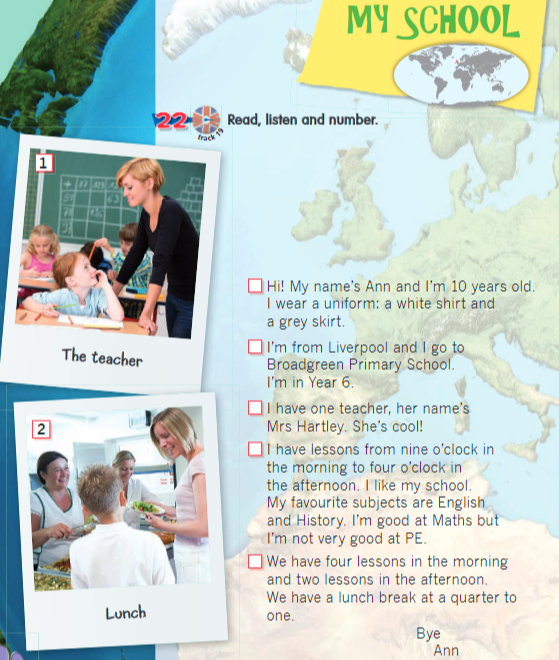 MY SCHOOL
22 track 19 Read, listen and number.
1
The teacher
2
Lunch
Hi! My name's Ann and I'm 10 years old.
I wear a uniform: a white shirt and
a grey skirt.
I'm from Liverpool and I go to
Broadgreen Primary School.
I'm in Year 6.
I have one teacher, her name's
Mrs Hartley. She's cool!
I have lessons from nine o'clock in
the morning to four o'clock in
the afternoon. I like my school.
My favourite subjects are English
and History. I'm good at Maths but
I'm not very good at PE.
We have four lessons in the morning
and two lessons in the afternoon.
We have a lunch break at a quarter to
one.
Bye
Ann